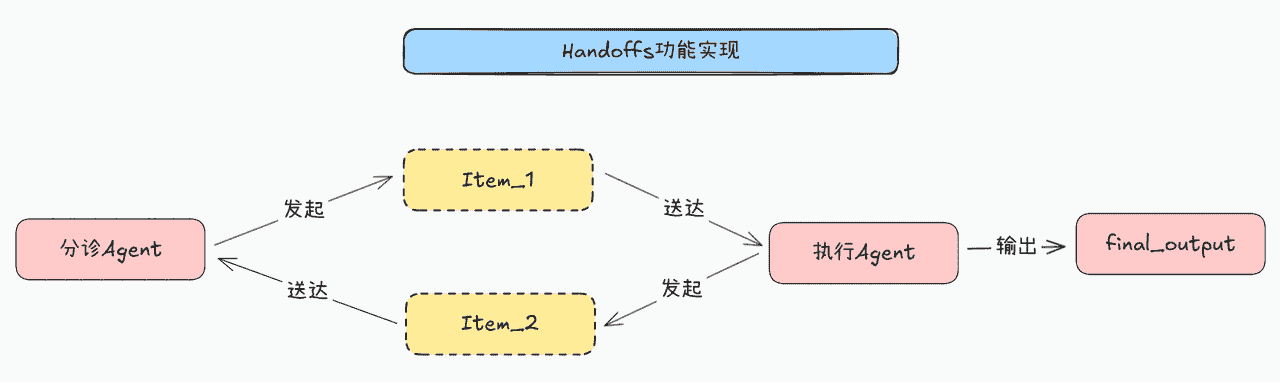 Handoffs功能实现
Item_1
发起
送达
分诊Agent
执行Agent
输出
final_output
送达
发起
Item_2